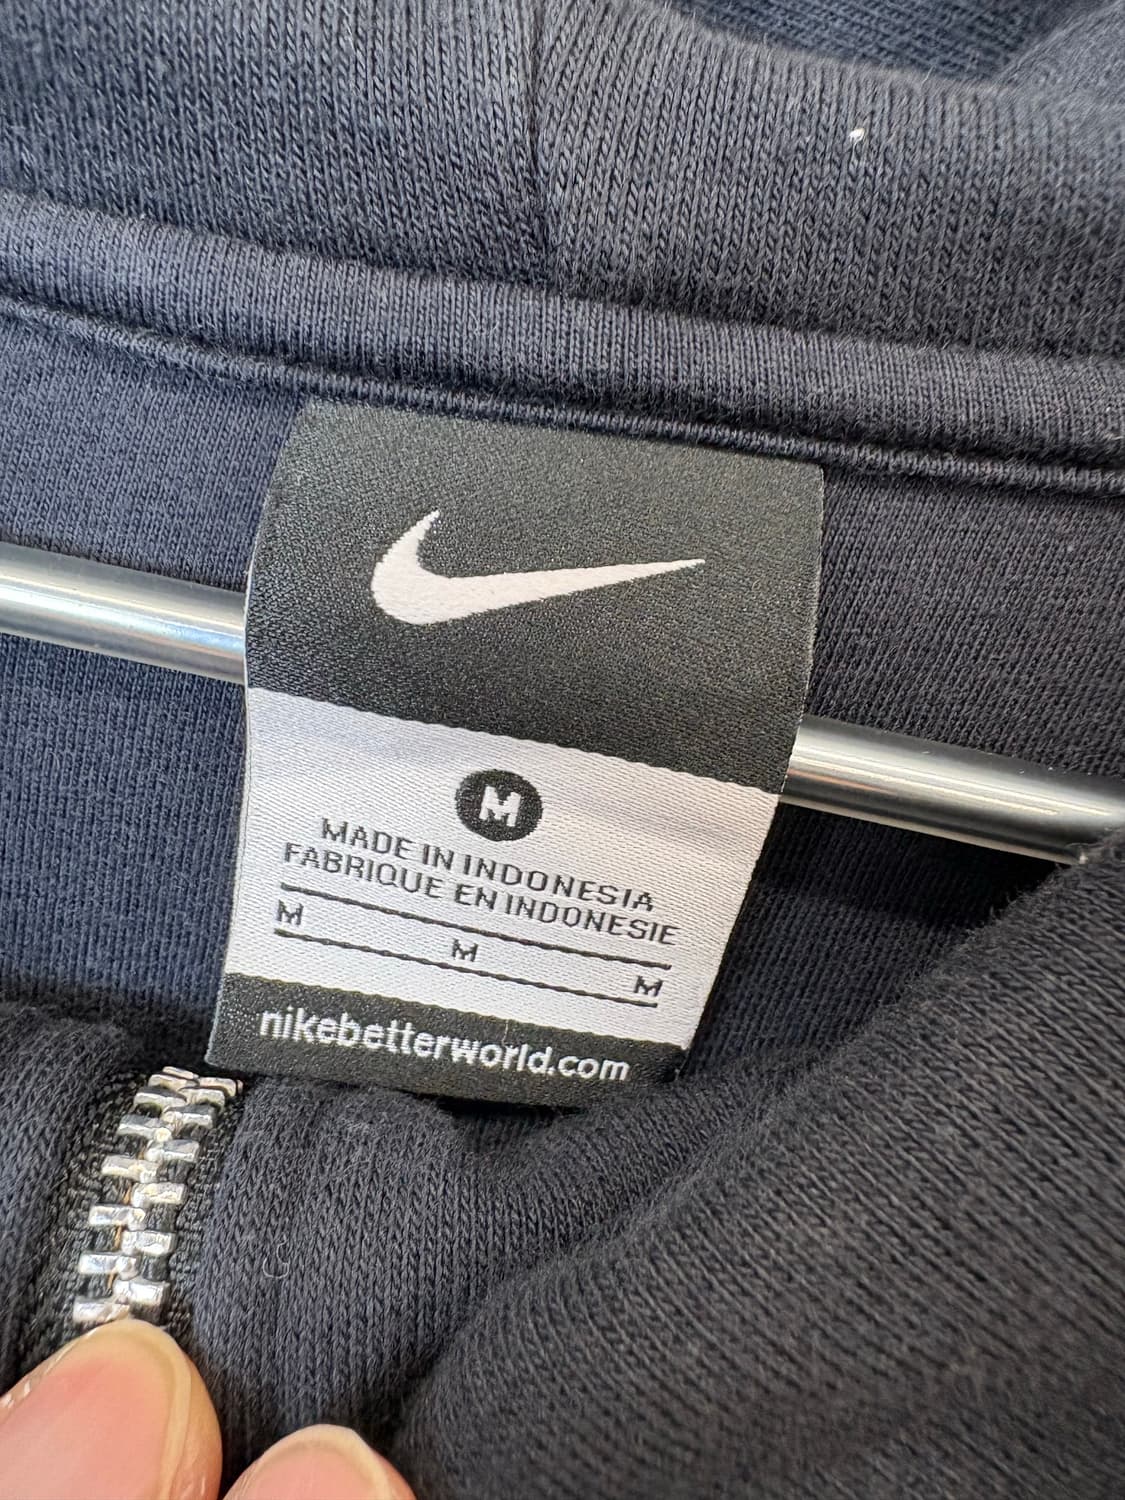 M
MADE IN INDONESIA
FABRIQUE EN INDONESIE
M M M
nikebetterworld.com